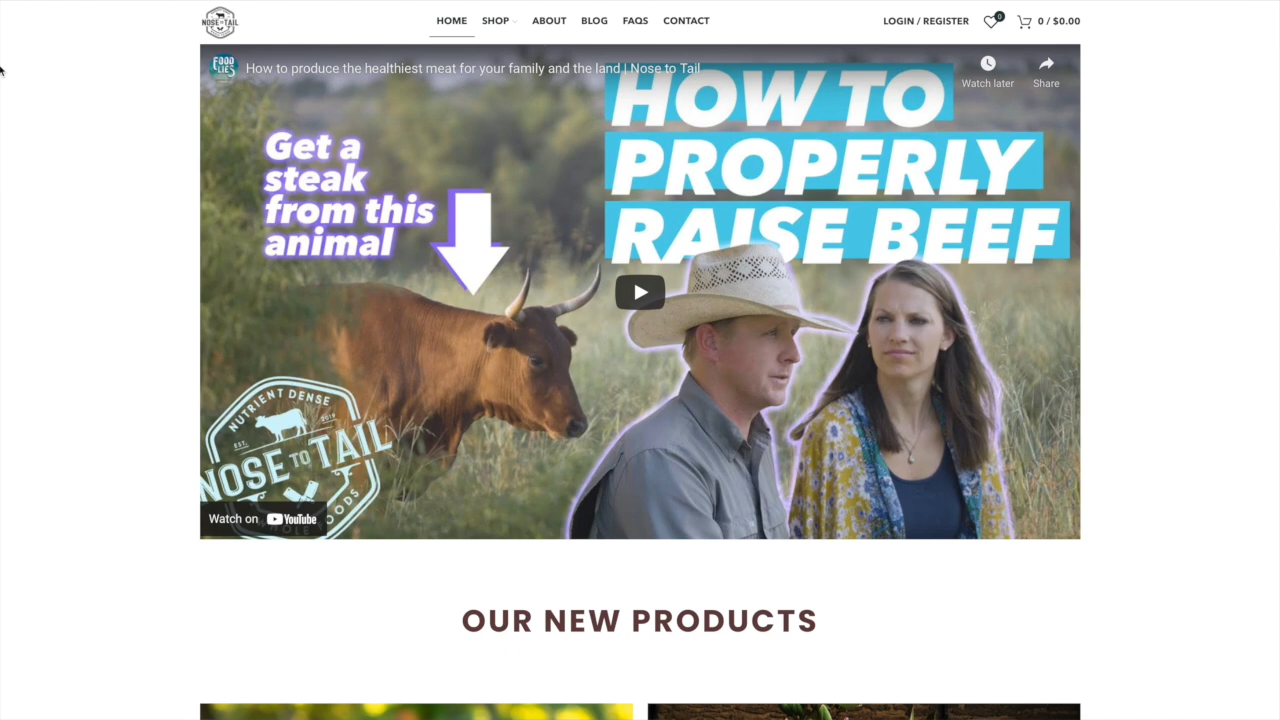 NOSE TO TAIL
HOME SHOP ABOUT BLOG FAQS CONTACT
LOGIN / REGISTER 0 0 / $0.00
FOOD LIES
How to produce the healthiest meat for your family and the land | Nose to Tail
Watch later
Share
HOW TO
PROPERLY
RAISE BEEF
Get a
steak
from this
animal
NUTRIENT DENSE
EST. 2019
NOSE TO TAIL
WHOLE FOODS
Watch on YouTube
OUR NEW PRODUCTS